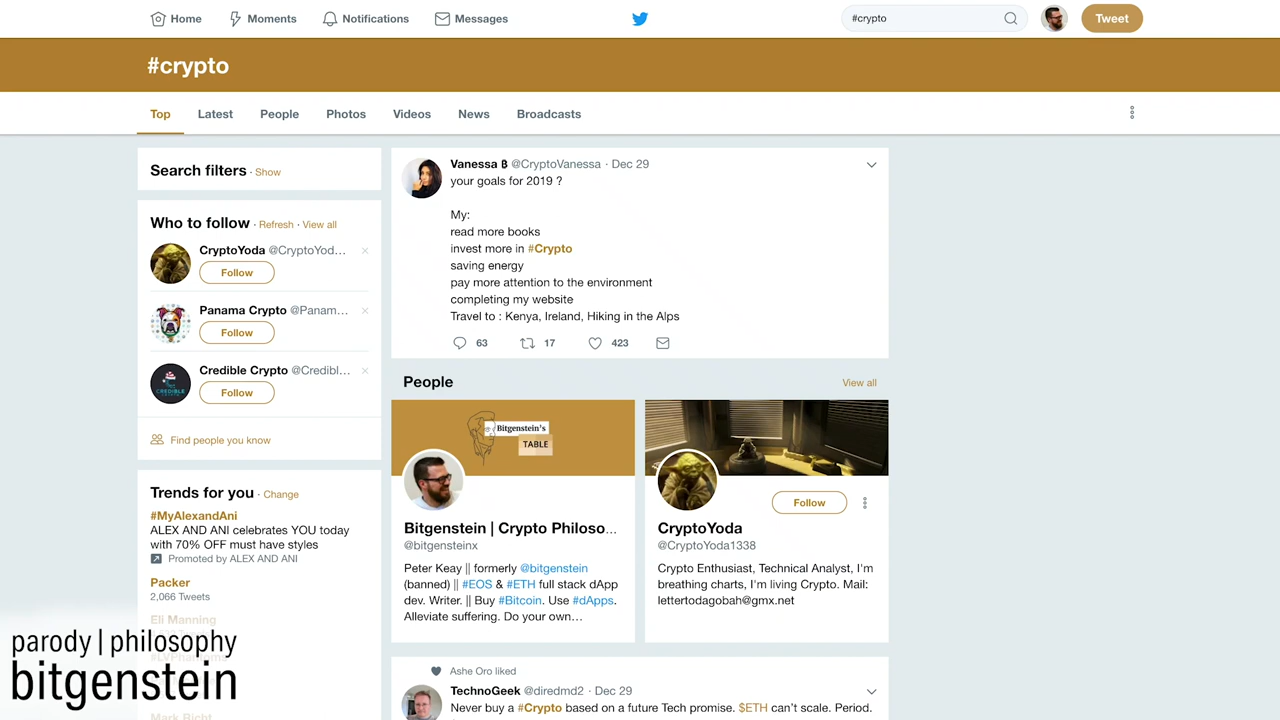 Home
Moments
Notifications
Messages
#crypto
Tweet
#crypto
Top
Latest
People
Photos
Videos
News
Broadcasts
Search filters · Show
Who to follow · Refresh · View all
CryptoYoda @CryptoYod…
Follow
Panama Crypto @Panam…
Follow
Credible Crypto @Credibl…
Follow
Find people you know
Trends for you · Change
#MyAlexandAni
ALEX AND ANI celebrates YOU today
with 70% OFF must have styles
Promoted by ALEX AND ANI
Packer
2,066 Tweets
Eli Manning
Mark Richt
parody | philosophy
bitgenstein
Vanessa ₿ @CryptoVanessa · Dec 29
your goals for 2019 ?
My:
read more books
invest more in #Crypto
saving energy
pay more attention to the environment
completing my website
Travel to : Kenya, Ireland, Hiking in the Alps
63
17
423
People
View all
Bitgenstein's
TABLE
Bitgenstein | Crypto Philoso…
@bitgensteinx
Peter Keay || formerly @bitgenstein
(banned) || #EOS & #ETH full stack dApp
dev. Writer. || Buy #Bitcoin. Use #dApps.
Alleviate suffering. Do your own…
Follow
CryptoYoda
@CryptoYoda1338
Crypto Enthusiast, Technical Analyst, I'm
breathing charts, I'm living Crypto. Mail:
lettertodagobah@gmx.net
Ashe Oro liked
TechnoGeek @diredmd2 · Dec 29
Never buy a #Crypto based on a future Tech promise. $ETH can't scale. Period.